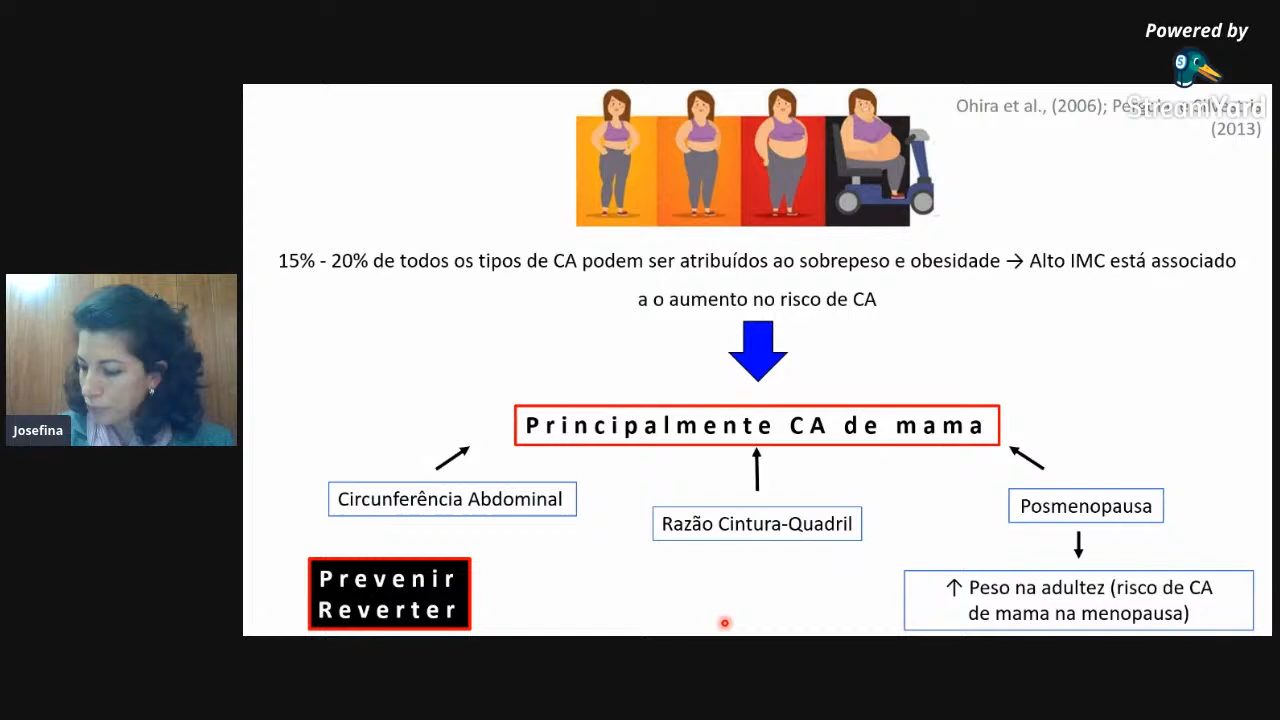 Powered by
StreamYard
Ohira et al., (2006);
(2013)
15% - 20% de todos os tipos de CA podem ser atribuídos ao sobrepeso e obesidade → Alto IMC está associado
a o aumento no risco de CA
Principalmente CA de mama
Circunferência Abdominal
Razão Cintura-Quadril
Posmenopausa
Prevenir
Reverter
↑ Peso na adultez (risco de CA
de mama na menopausa)
Josefina